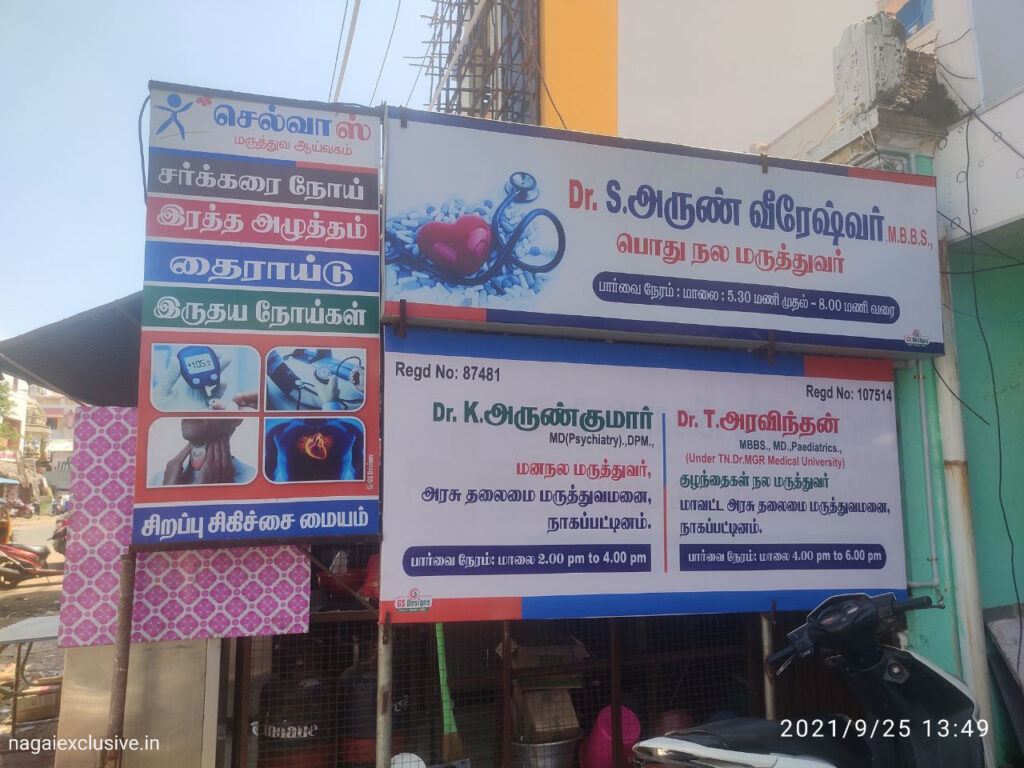 செல்வாஸ்
மருத்துவ ஆய்வகம்
சர்க்கரை நோய்
இரத்த அழுத்தம்
தைராய்டு
இருதய நோய்கள்
சிறப்பு சிகிச்சை மையம்
Dr. S.அருண் வீரேஷ்வர் ,M.B.B.S.,
பொது நல மருத்துவர்
பார்வை நேரம் : மாலை : 5.30 மணி முதல் - 8.00 மணி வரை
GS Designs
Regd No: 87481
Dr. K.அருண்குமார்
MD(Psychiatry).,DPM.,
மனநல மருத்துவர்,
அரசு தலைமை மருத்துவமனை,
நாகப்பட்டினம்.
பார்வை நேரம்: மாலை 2.00 pm to 4.00 pm
Regd No: 107514
Dr. T.அரவிந்தன்
MBBS., MD.,Paediatrics.,
(Under TN.Dr.MGR Medical University)
குழந்தைகள் நல மருத்துவர்
மாவட்ட அரசு தலைமை மருத்துவமனை,
நாகப்பட்டினம்.
பார்வை நேரம்: மாலை 4.00 pm to 6.00 pm
GS Designs
nagaiexclusive.in
2021/9/25 13:49